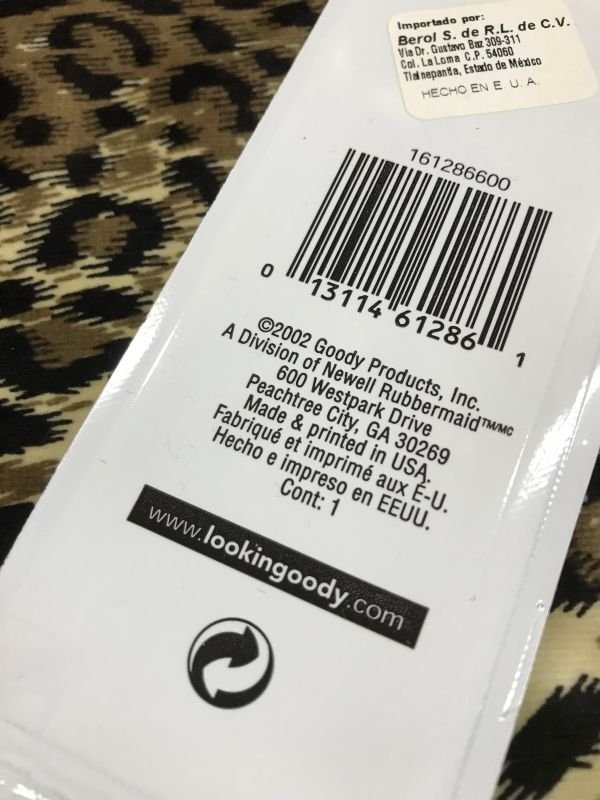 Importado por:
Berol S. de R.L. de C.V.
Via Dr. Gustavo Baz 309-311
Col. La Loma C.P. 54060
Tlalnepantla, Estado de México
HECHO EN E. U. A.
161286600
0 13114 61286 1
©2002 Goody Products, Inc.
A Division of Newell Rubbermaid™/MC
600 Westpark Drive
Peachtree City, GA 30269
Made & printed in USA.
Fabriqué et imprimé aux É-U.
Hecho e impreso en EEUU.
Cont: 1
www.lookingoody.com